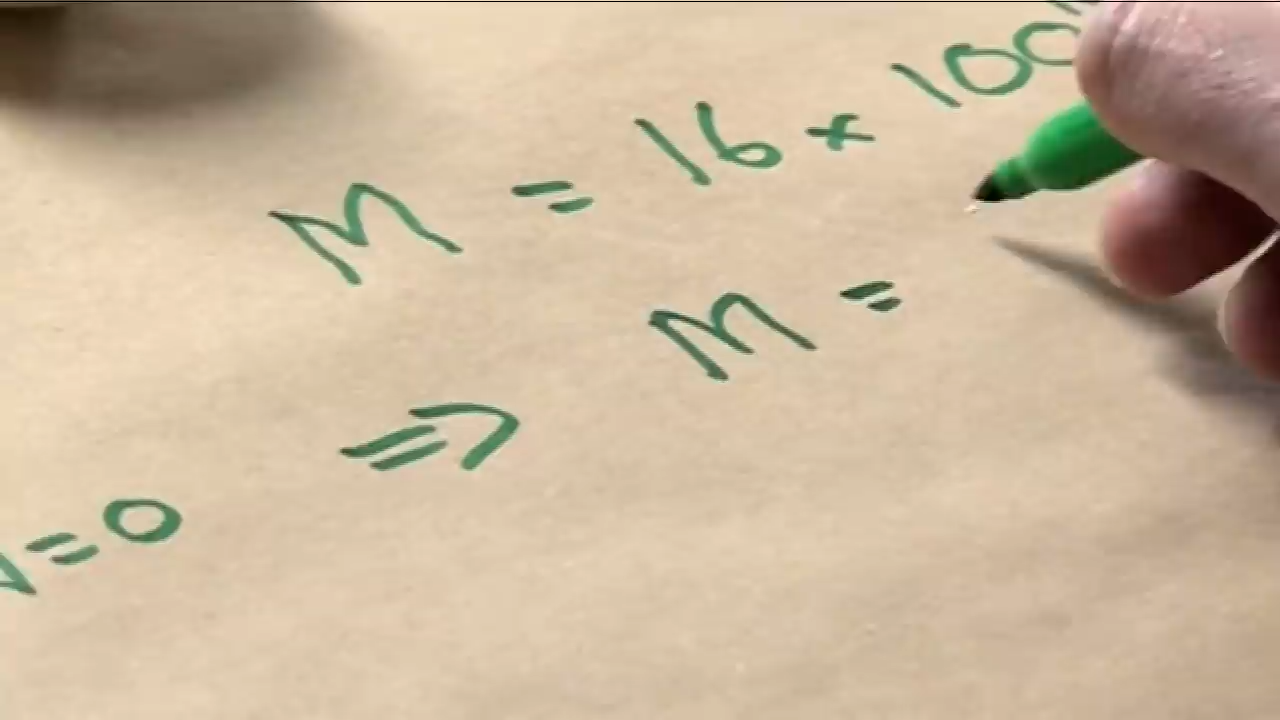 M = 16 × 100
⇒ M =
=0